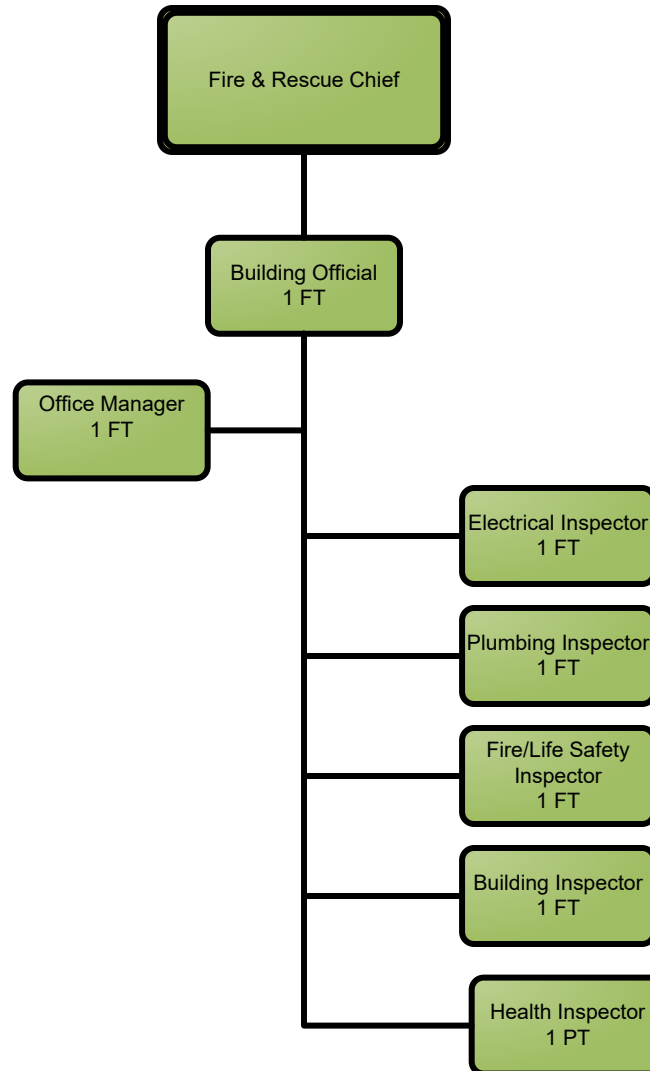 Fire & Rescue Chief
Building Official
1 FT
Office Manager
1 FT
Electrical Inspector
1 FT
Plumbing Inspector
1 FT
Fire/Life Safety
Inspector
1 FT
Building Inspector
1 FT
Health Inspector
1 PT